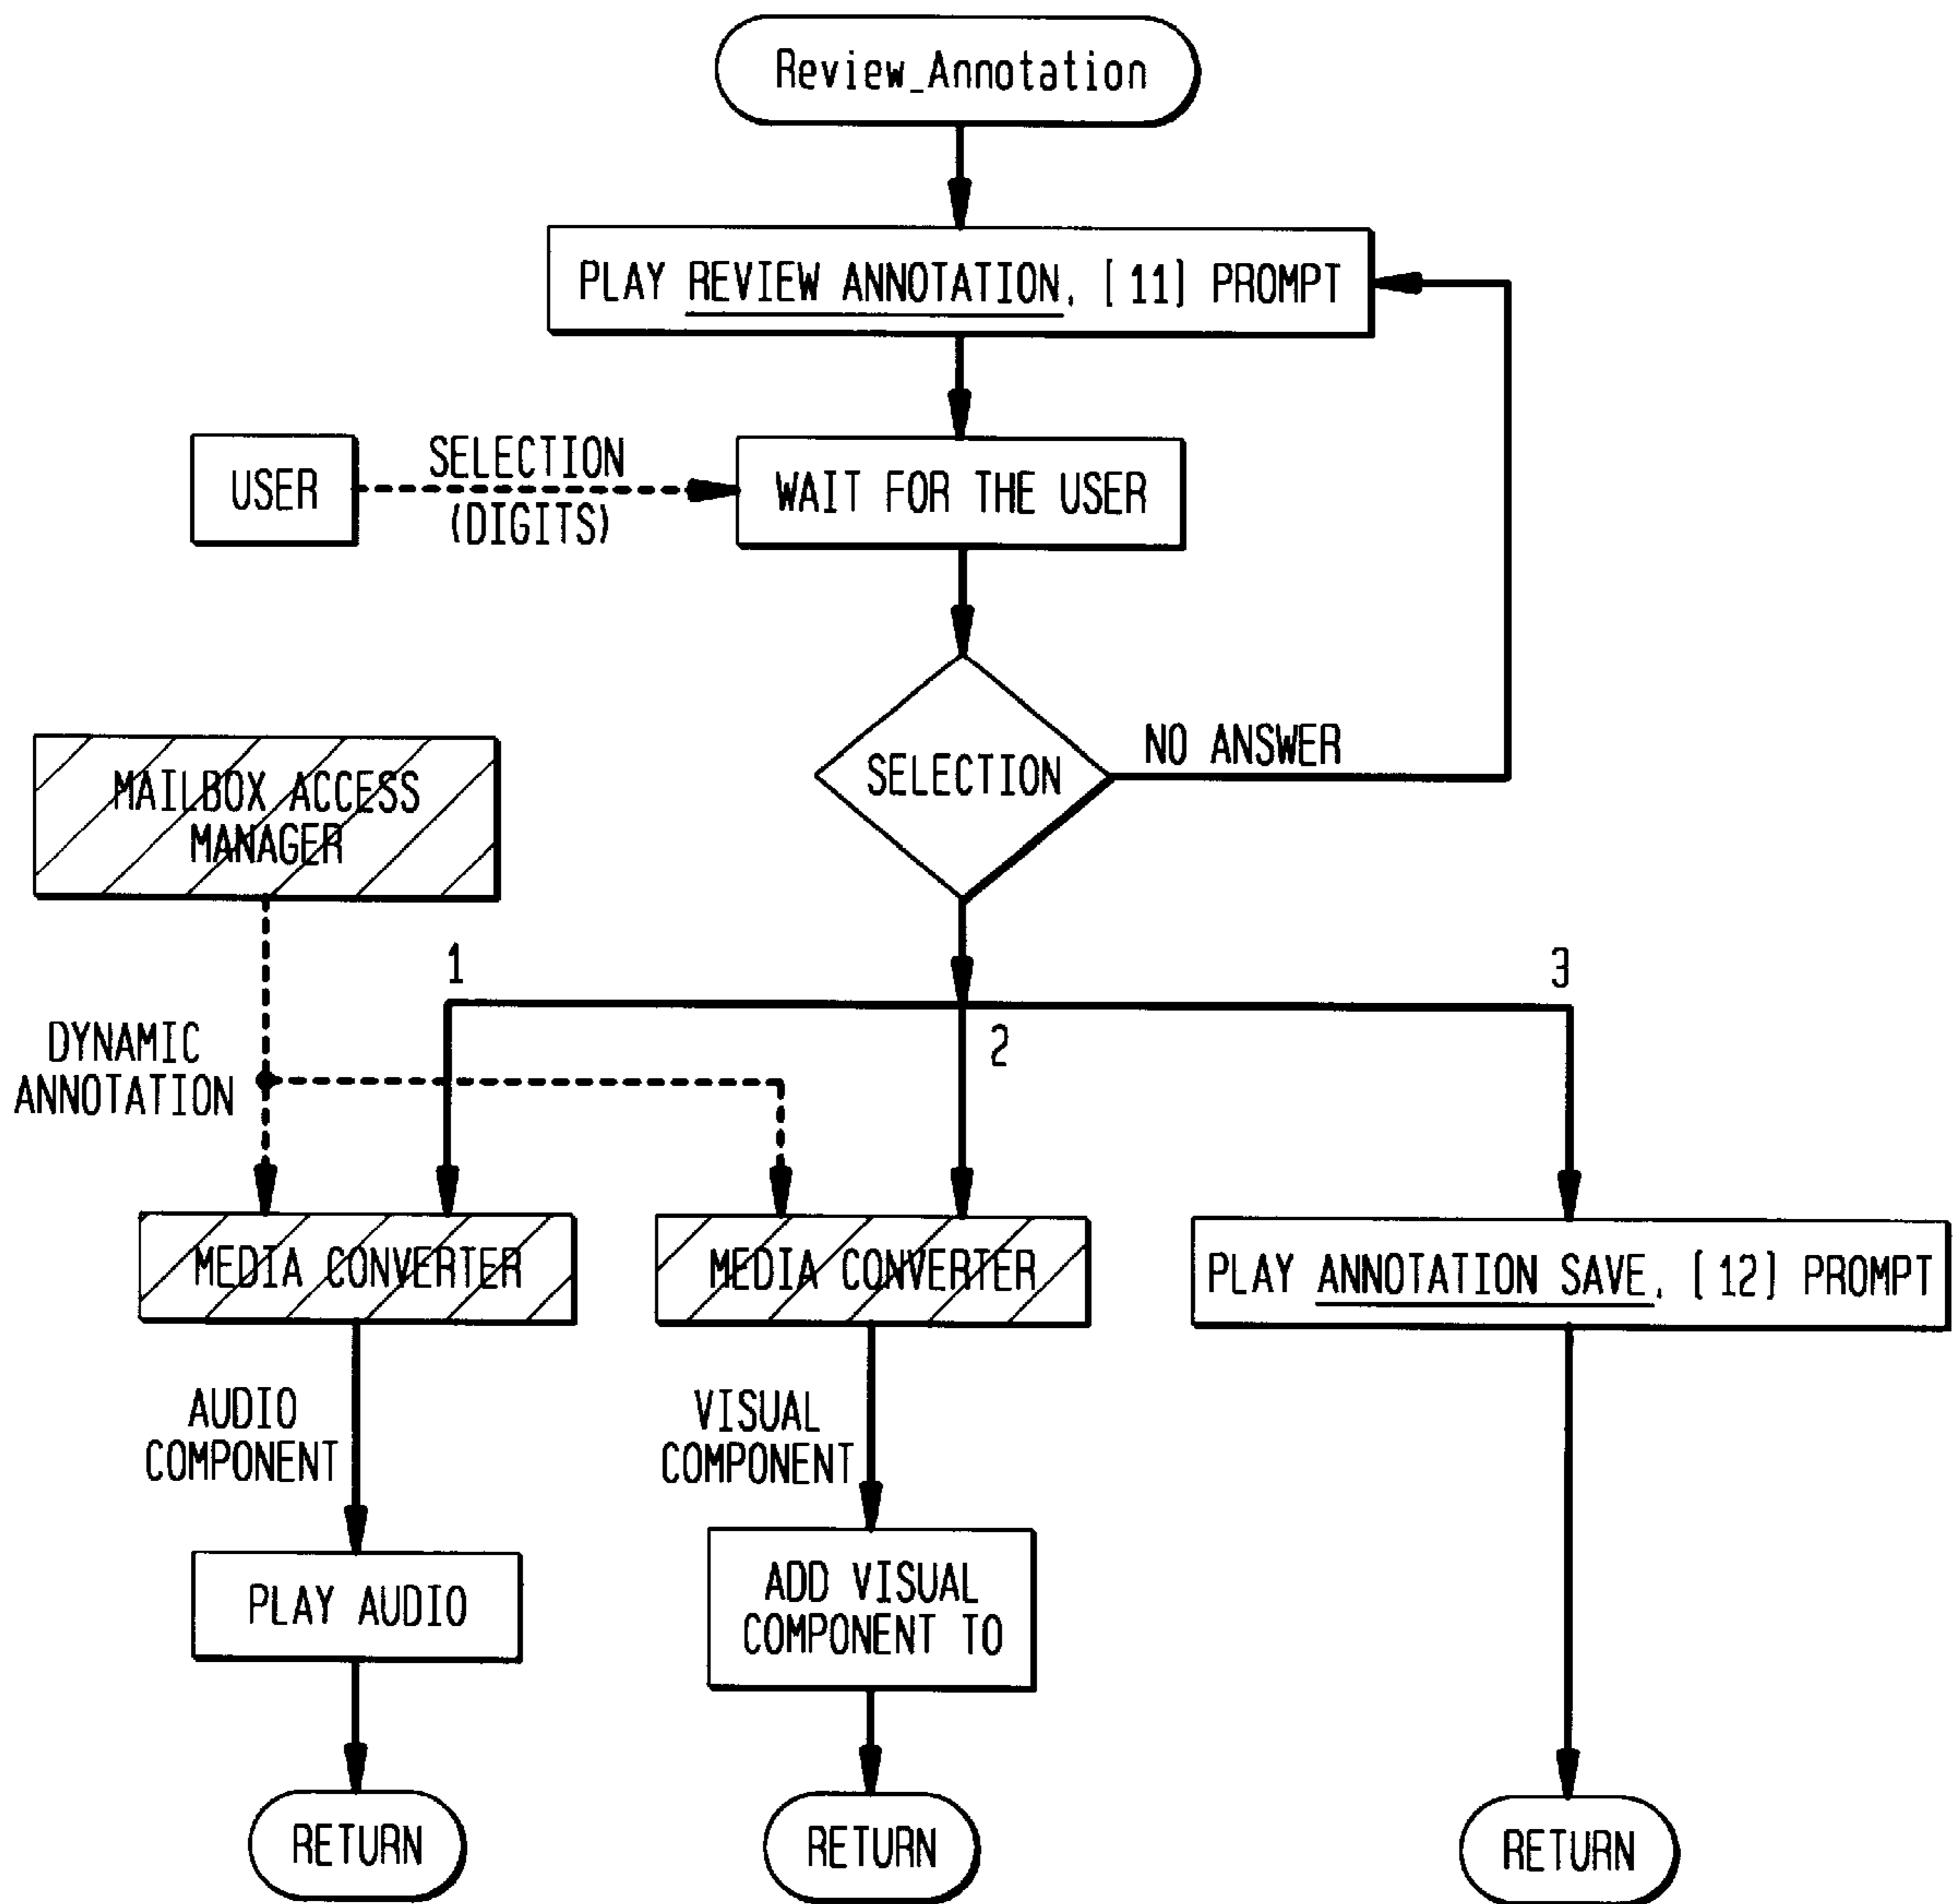 Review_Annotation
PLAY REVIEW ANNOTATION, [11] PROMPT
USER
SELECTION
(DIGITS)
WAIT FOR THE USER
SELECTION
NO ANSWER
MAILBOX ACCESS
MANAGER
1
2
3
DYNAMIC
ANNOTATION
MEDIA CONVERTER
MEDIA CONVERTER
PLAY ANNOTATION SAVE, [12] PROMPT
AUDIO
COMPONENT
VISUAL
COMPONENT
PLAY AUDIO
ADD VISUAL
COMPONENT TO
RETURN
RETURN
RETURN